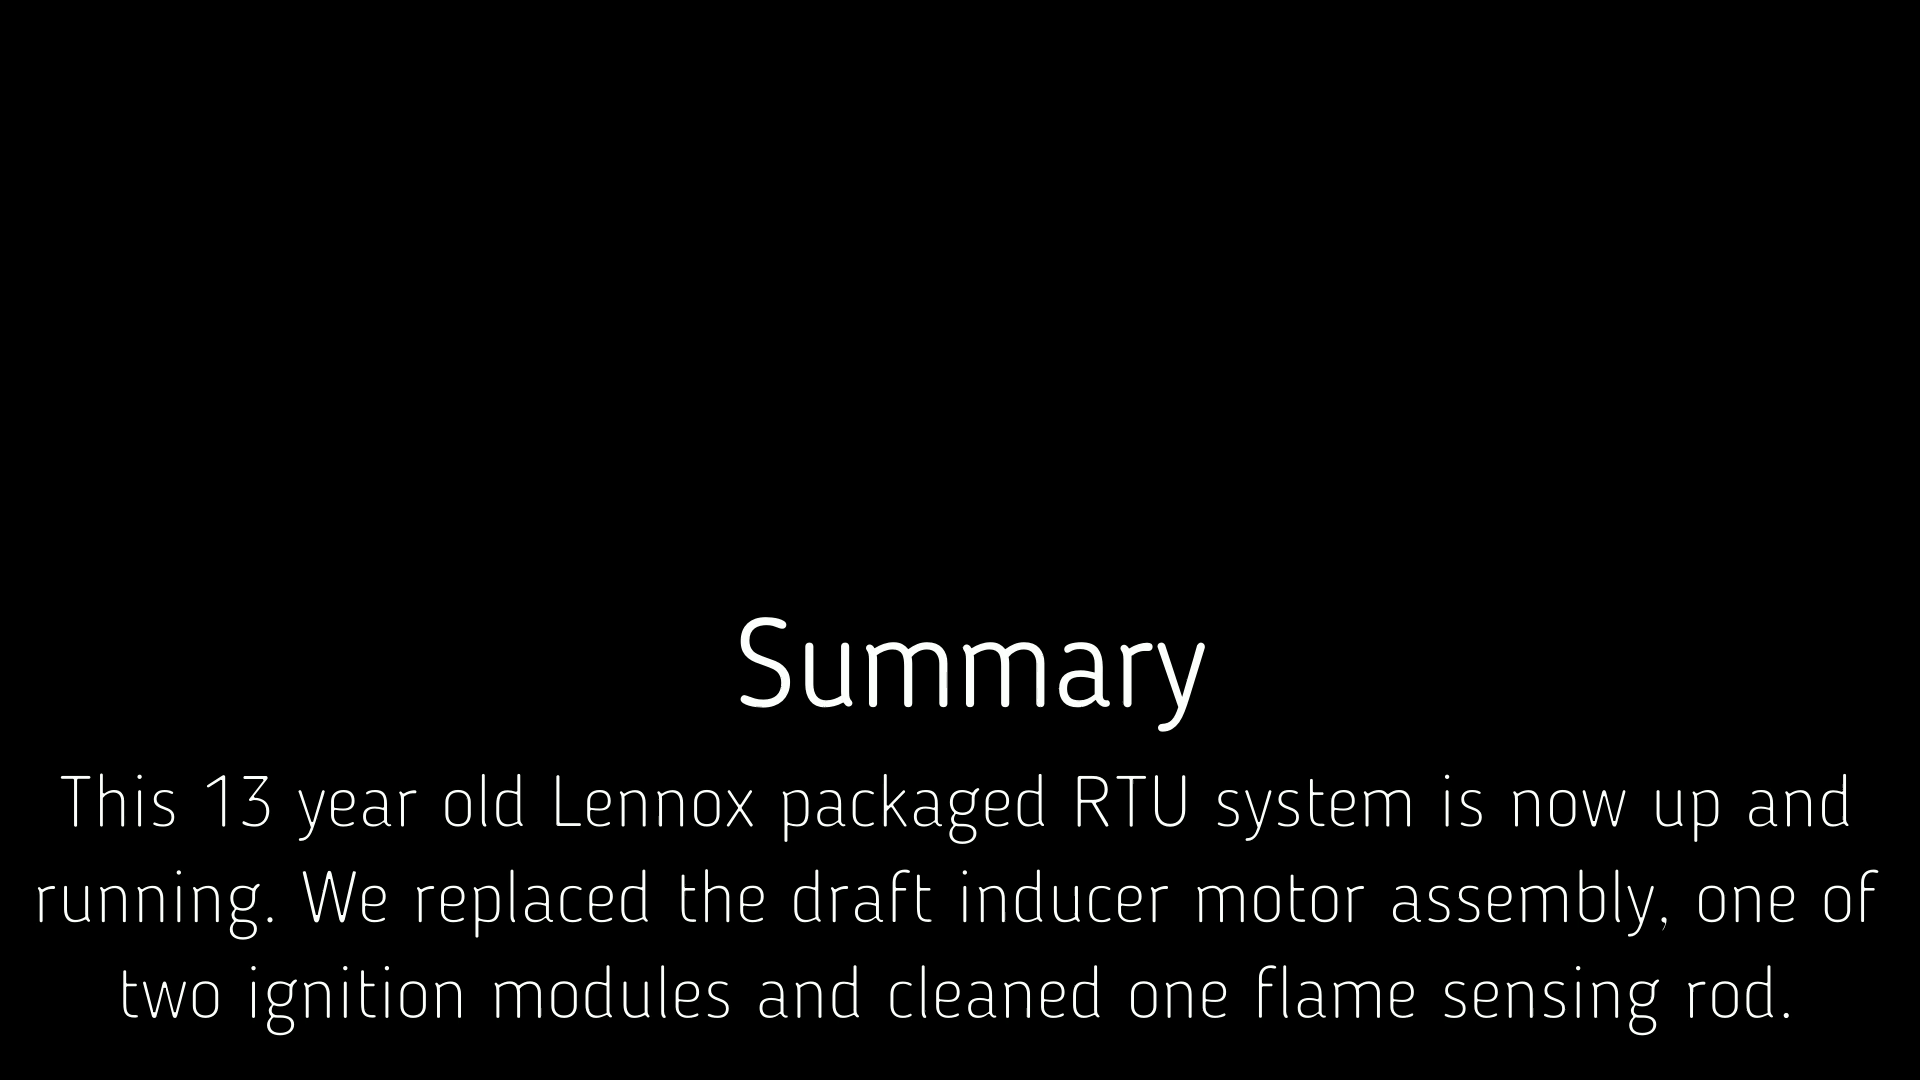 Summary
This 13 year old Lennox packaged RTU system is now up and
running. We replaced the draft inducer motor assembly, one of
two ignition modules and cleaned one flame sensing rod.